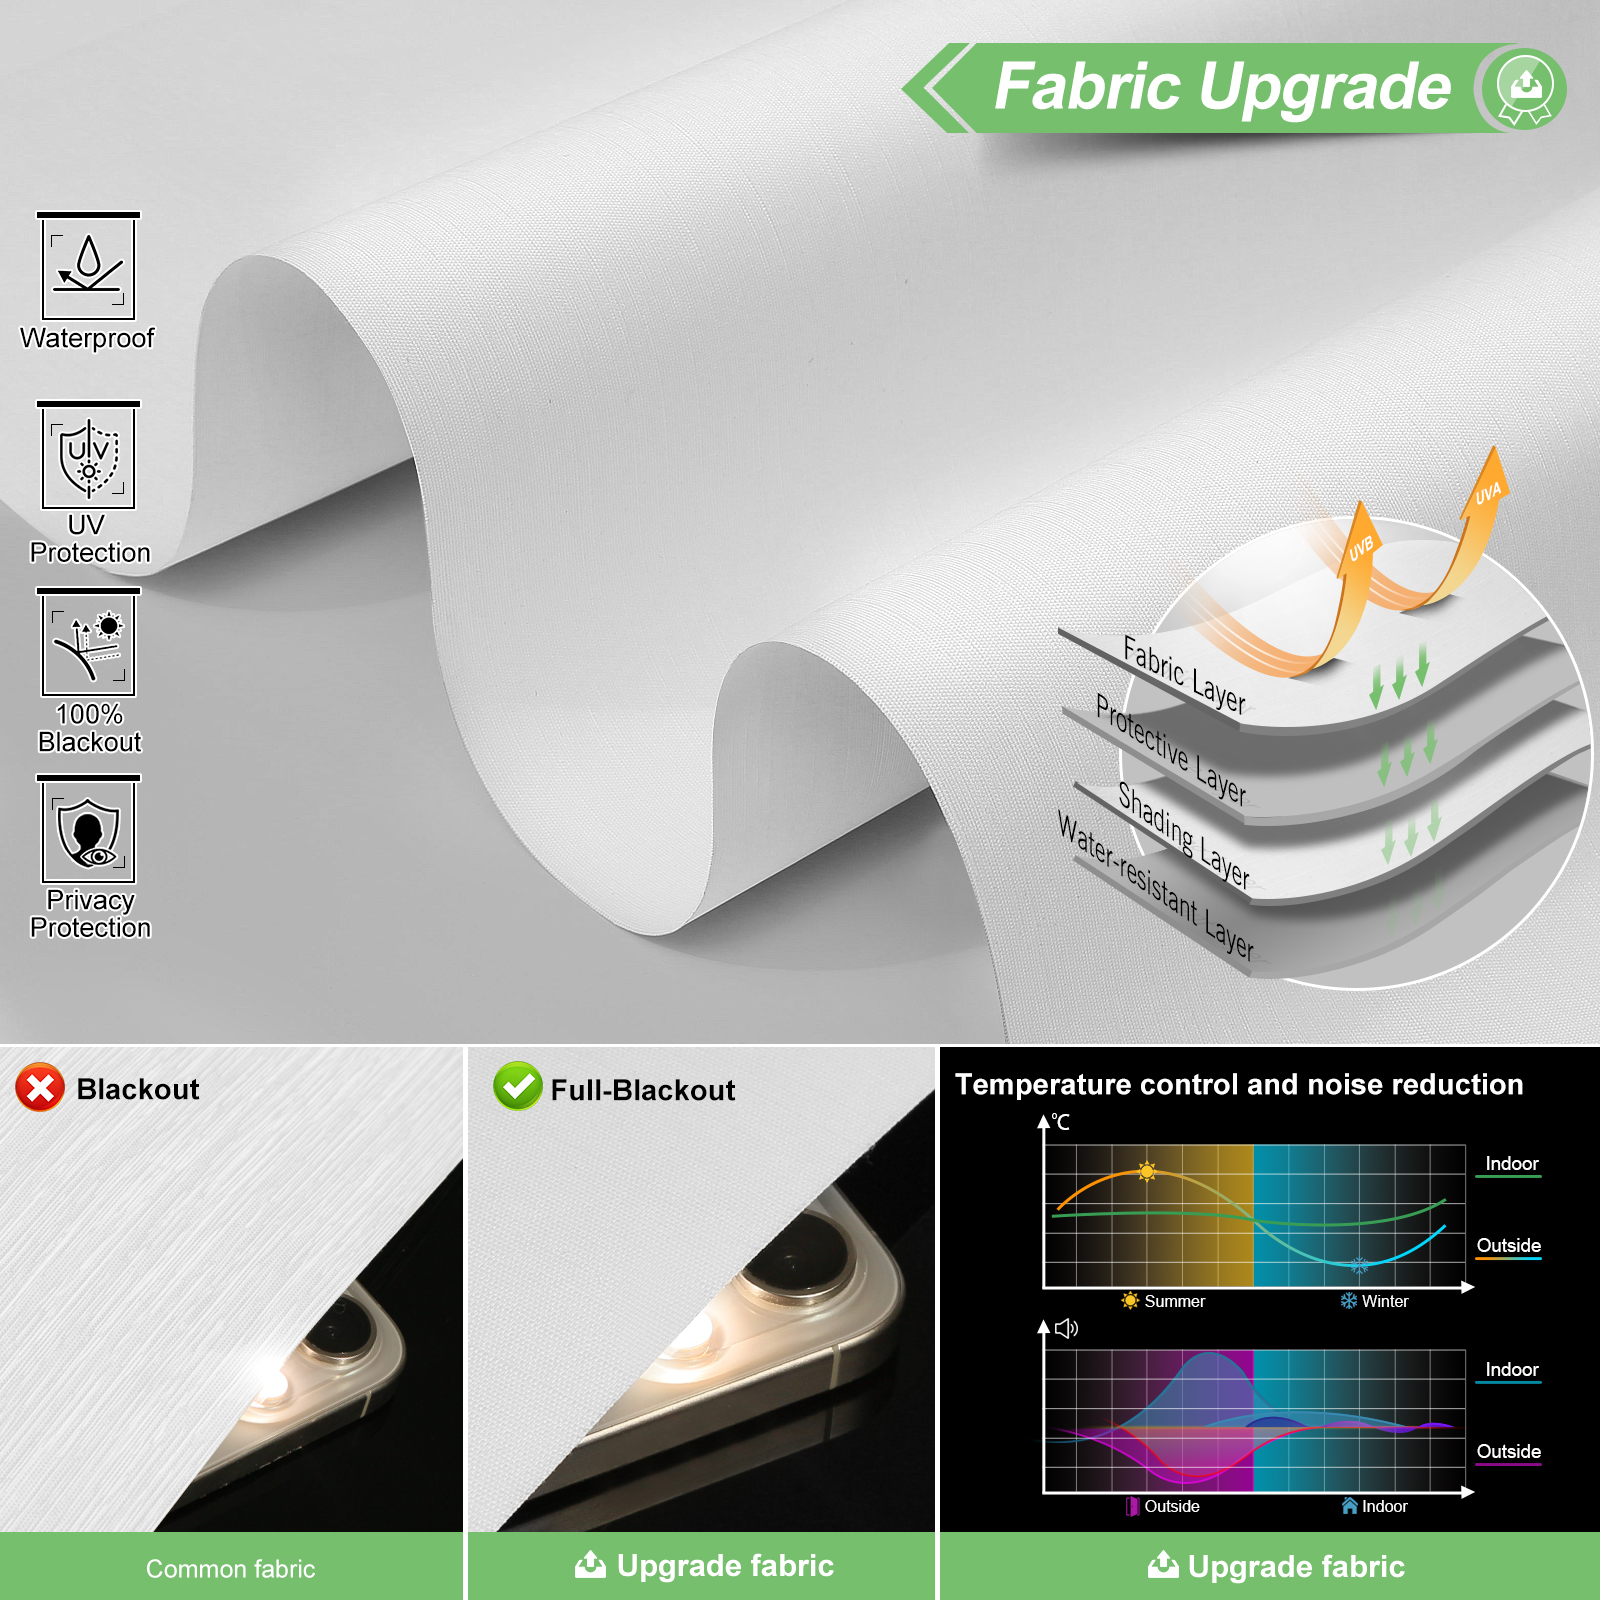 Fabric Upgrade
Waterproof
UV
UV
Protection
100%
Blackout
Privacy
Protection
UVB
UVA
Fabric Layer
Protective Layer
Shading Layer
Water-resistant Layer
Blackout
Common fabric
Full-Blackout
Upgrade fabric
Temperature control and noise reduction
°C
Indoor
Outside
Summer
Winter
Indoor
Outside
Outside
Indoor
Upgrade fabric